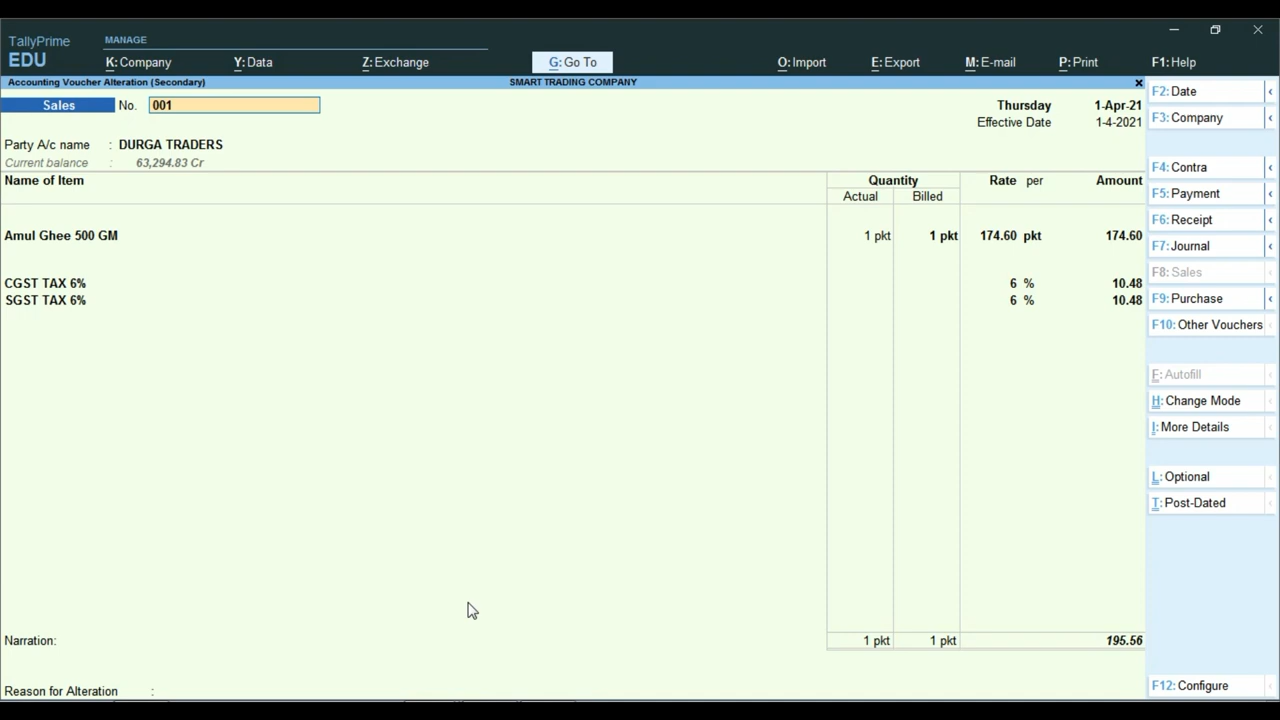 TallyPrime
EDU
MANAGE
K: Company Y: Data Z: Exchange G: Go To O: Import E: Export M: E-mail P: Print F1: Help
Accounting Voucher Alteration (Secondary) SMART TRADING COMPANY
Sales No. 001 Thursday 1-Apr-21
Effective Date 1-4-2021
Party A/c name : DURGA TRADERS
Current balance : 63,294.83 Cr
Name of Item Quantity Rate per Amount
Actual Billed
Amul Ghee 500 GM 1 pkt 1 pkt 174.60 pkt 174.60
CGST TAX 6% 6 % 10.48
SGST TAX 6% 6 % 10.48
Narration: 1 pkt 1 pkt 195.56
Reason for Alteration :
F2: Date
F3: Company
F4: Contra
F5: Payment
F6: Receipt
F7: Journal
F8: Sales
F9: Purchase
F10: Other Vouchers
F: Autofill
H: Change Mode
I: More Details
L: Optional
T: Post-Dated
F12: Configure